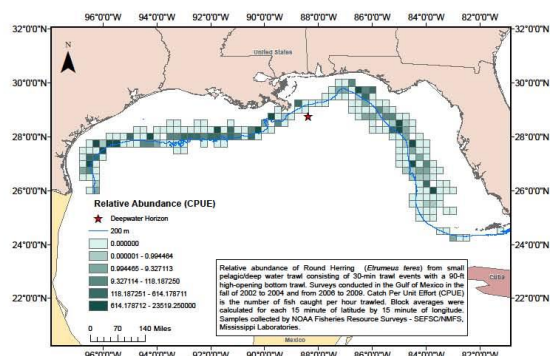 96°0'0"W 94°0'0"W 92°0'0"W 90°0'0"W 88°0'0"W 86°0'0"W 84°0'0"W 82°0'0"W
32°0'0"N 32°0'0"N
N
United States
30°0'0"N 30°0'0"N
28°0'0"N 28°0'0"N
26°0'0"N 26°0'0"N
24°0'0"N 24°0'0"N
22°0'0"N 22°0'0"N
Relative Abundance (CPUE)
Deepwater Horizon
200 m
0.000000
0.000001 - 0.994464
0.994465 - 9.327113
9.327114 - 118.187250
118.187251 - 614.178711
614.178712 - 23519.250000
0 70 140 Miles
Relative abundance of Round Herring (Etrumeus teres) from small
pelagic/deep water trawl consisting of 30-min trawl events with a 90-ft
high-opening bottom trawl. Surveys conducted in the Gulf of Mexico in the
fall of 2002 to 2004 and from 2006 to 2009. Catch Per Unit Effort (CPUE)
is the number of fish caught per hour trawled. Block averages were
calculated for each 15 minute of latitude by 15 minute of longitude.
Samples collected by NOAA Fisheries Resource Surveys - SEFSC/NMFS,
Mississippi Laboratories.
Cuba
Mexico
96°0'0"W 94°0'0"W 92°0'0"W 90°0'0"W 88°0'0"W 86°0'0"W 84°0'0"W 82°0'0"W